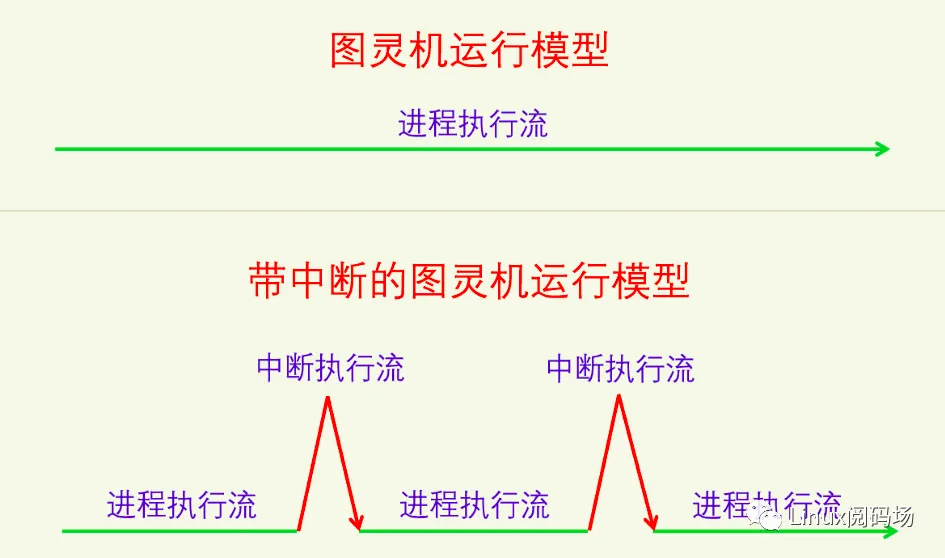 图灵机运行模型
进程执行流
带中断的图灵机运行模型
中断执行流 中断执行流
进程执行流 进程执行流 进程执行流
Linux阅码场